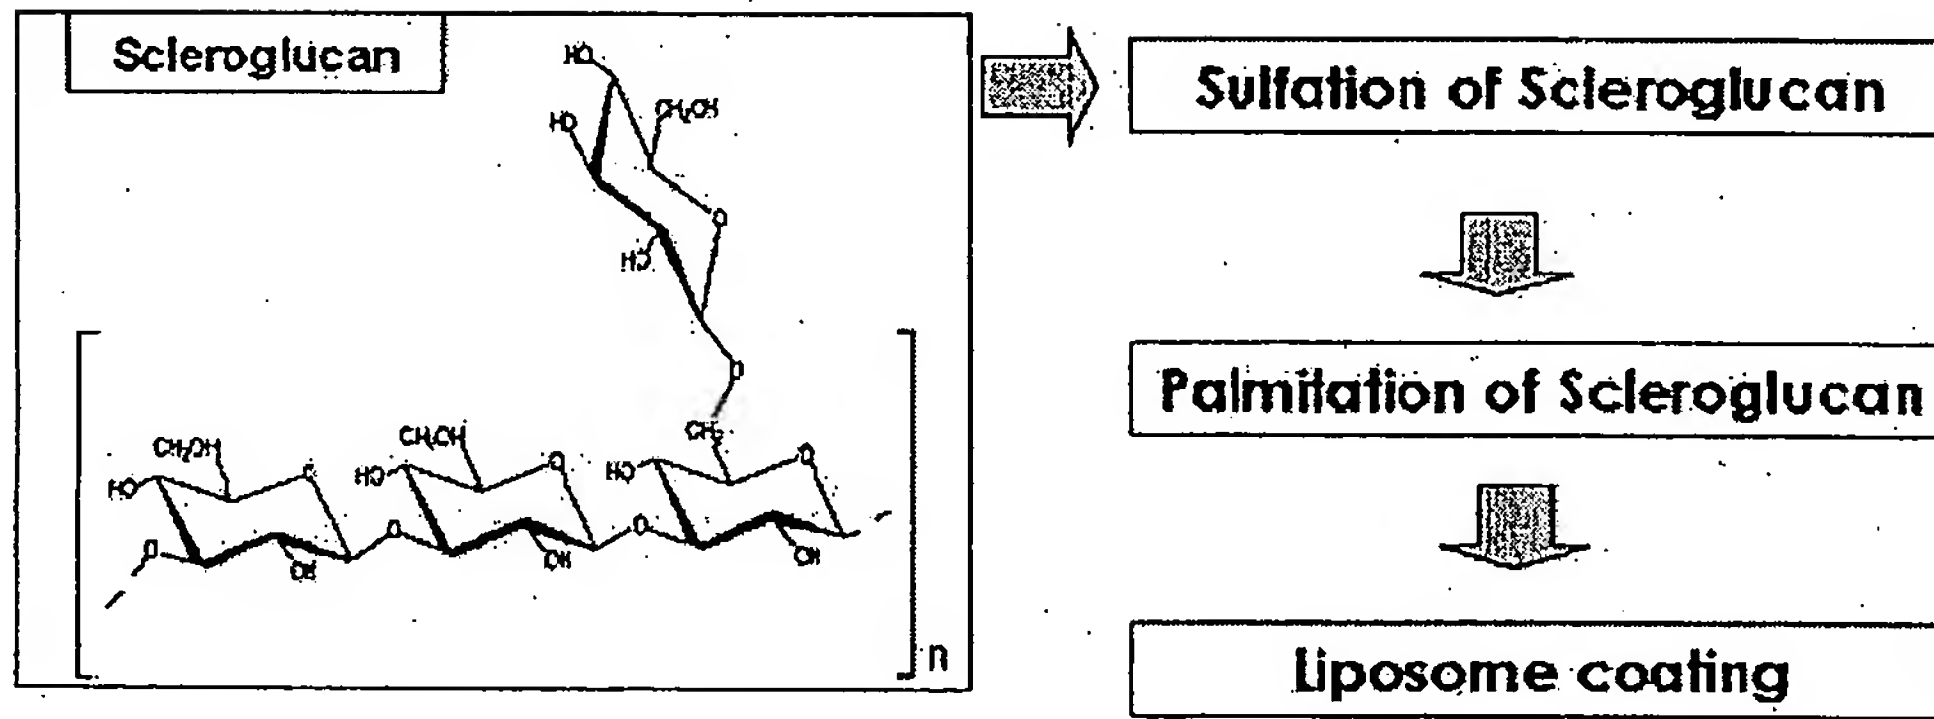 Scleroglucan
HO
CH₂OH
HO
O
HO
O
CH₂
CH₂OH
CH₂OH
O
O
O
HO
HO
HO
O
O
O
OH
OH
OH
n
Sulfation of Scleroglucan
Palmitation of Scleroglucan
Liposome coating